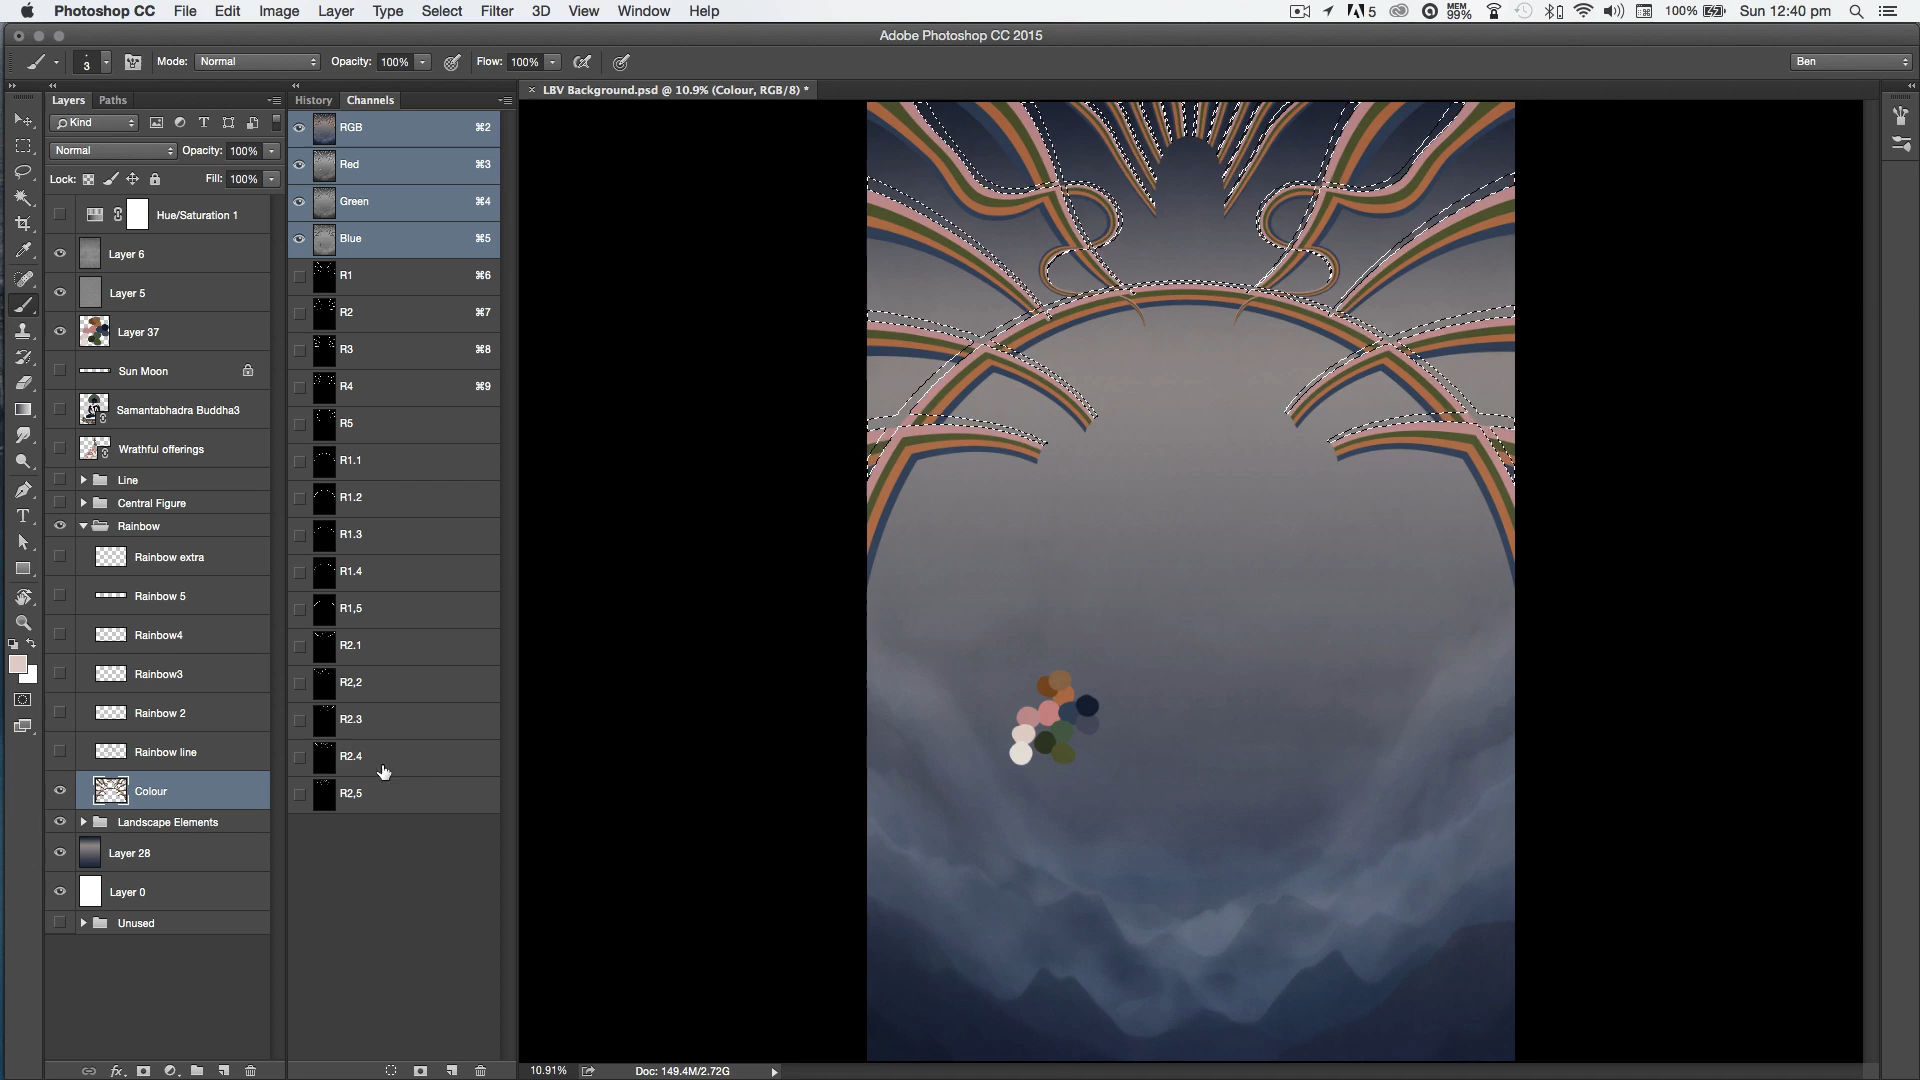 Photoshop CC File Edit Image Layer Type Select Filter 3D View Window Help
5 MEM 99% 100% Sun 12:40 pm
Adobe Photoshop CC 2015
3 Mode: Normal Opacity: 100% Flow: 100% Ben
Layers Paths
History Channels
× LBV Background.psd @ 10.9% (Colour, RGB/8) *
Kind
Normal Opacity: 100%
Lock: Fill: 100%
Hue/Saturation 1
Layer 6
Layer 5
Layer 37
Sun Moon
Samantabhadra Buddha3
Wrathful offerings
Line
Central Figure
Rainbow
Rainbow extra
Rainbow 5
Rainbow4
Rainbow3
Rainbow 2
Rainbow line
Colour
Landscape Elements
Layer 28
Layer 0
Unused
fx
RGB ⌘2
Red ⌘3
Green ⌘4
Blue ⌘5
R1 ⌘6
R2 ⌘7
R3 ⌘8
R4 ⌘9
R5
R1.1
R1.2
R1.3
R1.4
R1,5
R2.1
R2,2
R2.3
R2.4
R2,5
10.91% Doc: 149.4M/2.72G